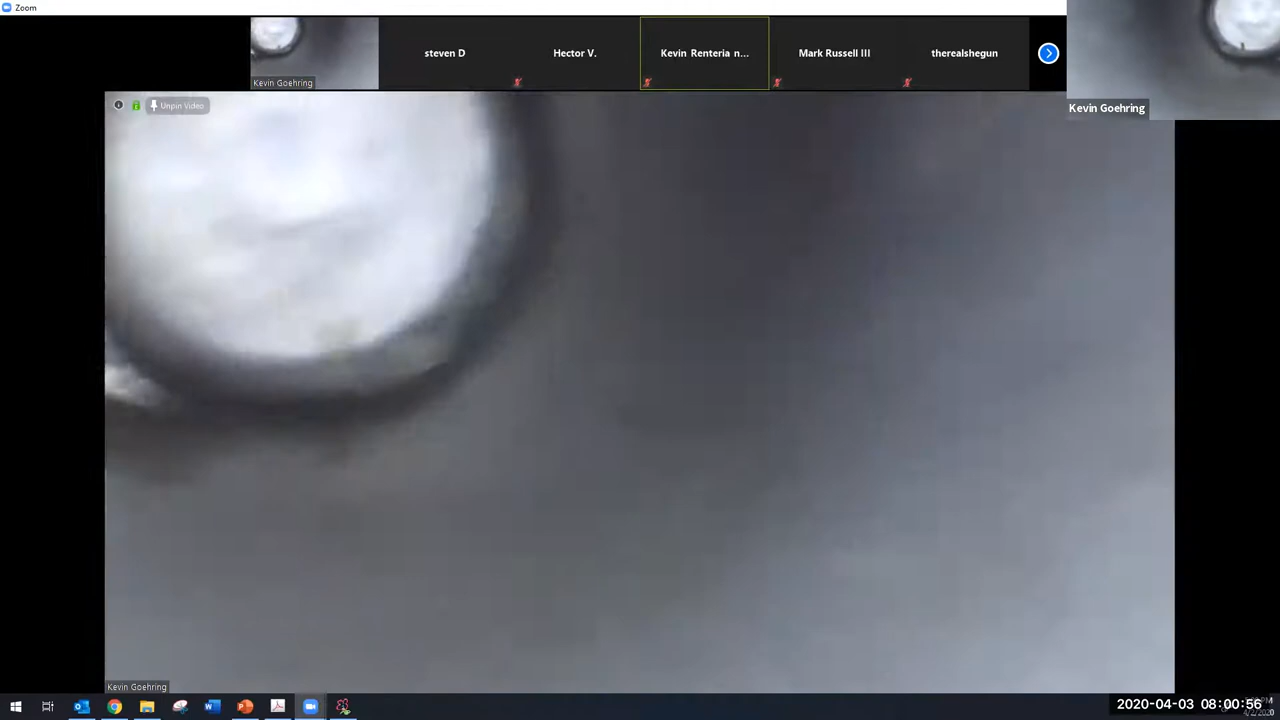 Zoom
Kevin Goehring
steven D
Hector V.
Kevin Renteria n...
Mark Russell III
therealshegun
Kevin Goehring
Unpin Video
Kevin Goehring
2020-04-03 08:00:56